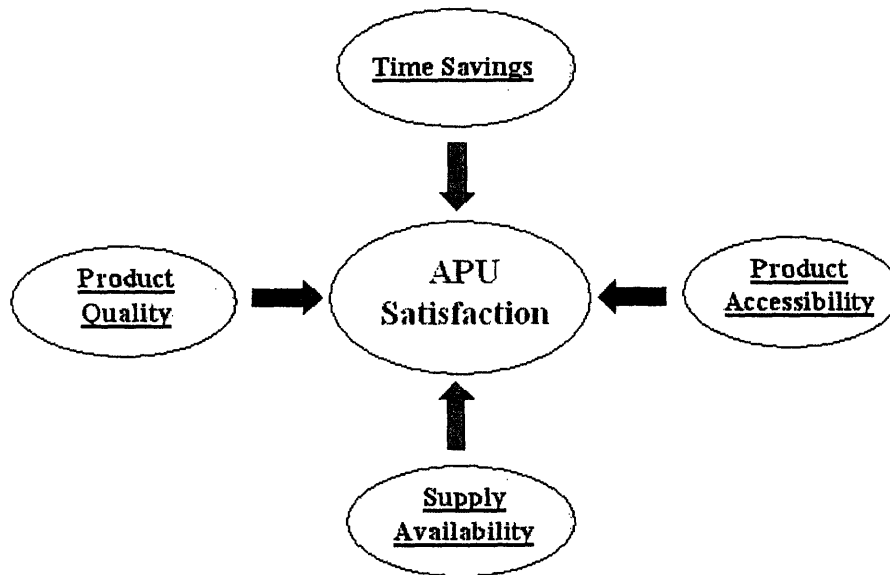 Time Savings
APU
Satisfaction
Product
Quality
Product
Accessibility
Supply
Availability